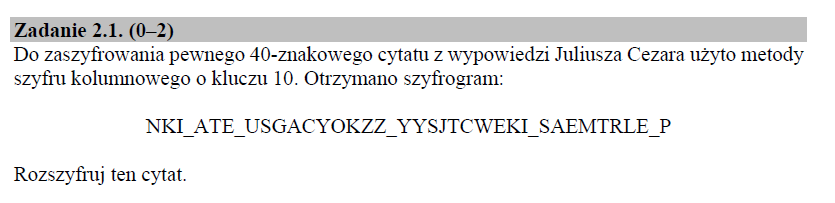 Zadanie 2.1. (0–2)
Do zaszyfrowania pewnego 40-znakowego cytatu z wypowiedzi Juliusza Cezara użyto metody
szyfru kolumnowego o kluczu 10. Otrzymano szyfrogram:
NKI_ATE_USGACYOKZZ_YYSJTCWEKI_SAEMTRLE_P
Rozszyfruj ten cytat.